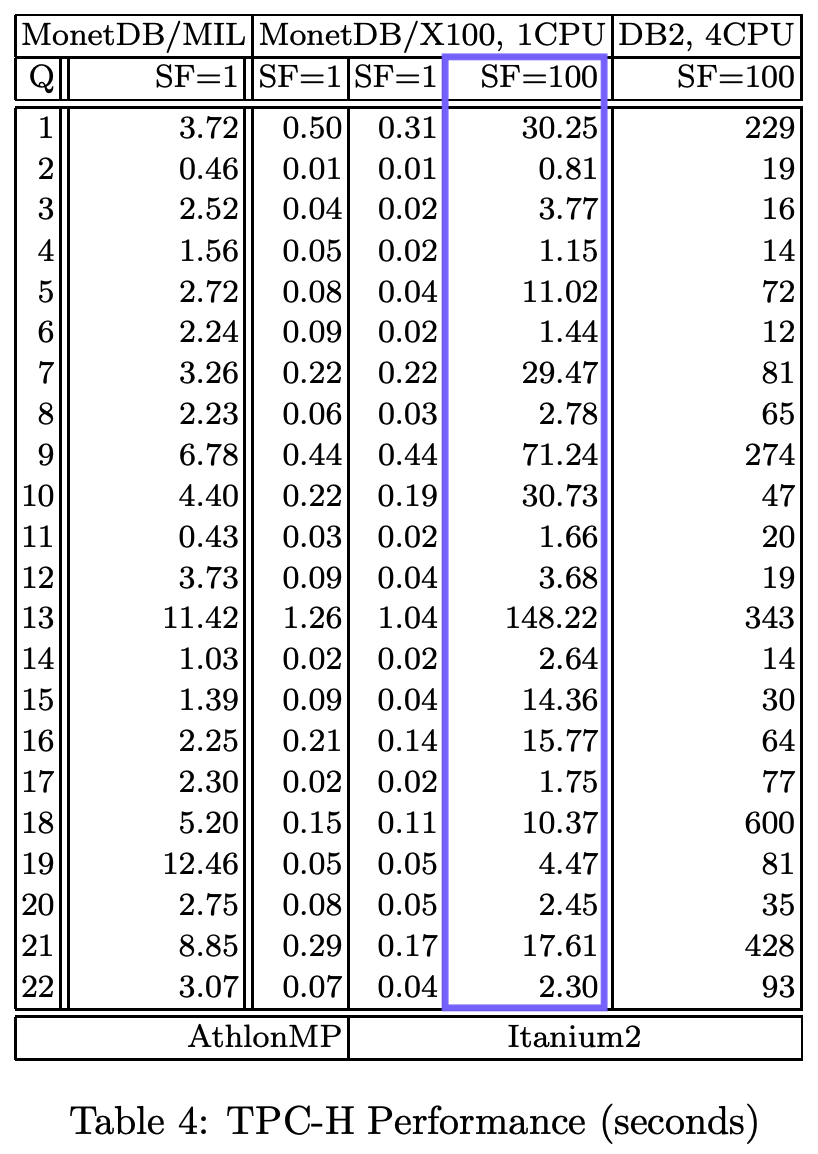 MonetDB/MIL MonetDB/X100, 1CPU DB2, 4CPU
Q SF=1 SF=1 SF=1 SF=100 SF=100
1 3.72 0.50 0.31 30.25 229
2 0.46 0.01 0.01 0.81 19
3 2.52 0.04 0.02 3.77 16
4 1.56 0.05 0.02 1.15 14
5 2.72 0.08 0.04 11.02 72
6 2.24 0.09 0.02 1.44 12
7 3.26 0.22 0.22 29.47 81
8 2.23 0.06 0.03 2.78 65
9 6.78 0.44 0.44 71.24 274
10 4.40 0.22 0.19 30.73 47
11 0.43 0.03 0.02 1.66 20
12 3.73 0.09 0.04 3.68 19
13 11.42 1.26 1.04 148.22 343
14 1.03 0.02 0.02 2.64 14
15 1.39 0.09 0.04 14.36 30
16 2.25 0.21 0.14 15.77 64
17 2.30 0.02 0.02 1.75 77
18 5.20 0.15 0.11 10.37 600
19 12.46 0.05 0.05 4.47 81
20 2.75 0.08 0.05 2.45 35
21 8.85 0.29 0.17 17.61 428
22 3.07 0.07 0.04 2.30 93
AthlonMP Itanium2
Table 4: TPC-H Performance (seconds)